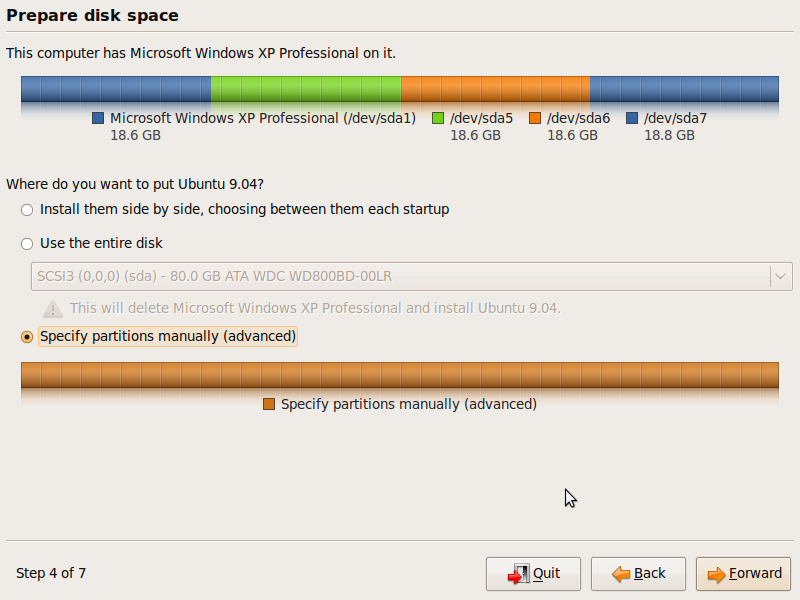 Prepare disk space
This computer has Microsoft Windows XP Professional on it.
Microsoft Windows XP Professional (/dev/sda1) /dev/sda5 /dev/sda6 /dev/sda7
18.6 GB 18.6 GB 18.6 GB 18.8 GB
Where do you want to put Ubuntu 9.04?
Install them side by side, choosing between them each startup
Use the entire disk
SCSI3 (0,0,0) (sda) - 80.0 GB ATA WDC WD800BD-00LR
This will delete Microsoft Windows XP Professional and install Ubuntu 9.04.
Specify partitions manually (advanced)
Specify partitions manually (advanced)
Step 4 of 7 Quit Back Forward